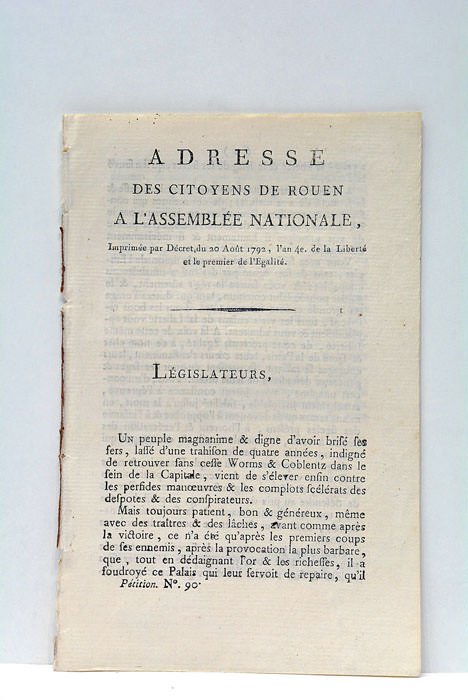 ADRESSE
DES CITOYENS DE ROUEN
A L'ASSEMBLÉE NATIONALE,
Imprimée par Décret,du 20 Août 1792, l'an 4e. de la Liberté
et le premier de l'Egalité.
LÉGISLATEURS,
UN peuple magnanime & digne d'avoir briſé ſes
fers, laſſé d'une trahiſon de quatre années, indigné
de retrouver ſans ceſſe Worms & Coblentz dans le
ſein de la Capitale, vient de s'élever enfin contre
les perfides manœuvres & les complots ſcélérats des
deſpotes & des conſpirateurs.
Mais toujours patient, bon & généreux, même
avec des traîtres & des lâches, avant comme après
la victoire, ce n'a été qu'après les premiers coups
de ſes ennemis, après la provocation la plus barbare,
que, tout en dédaignant l'or & les richeſſes, il a
foudroyé ce Palais qui leur ſervoit de repaire, qu'il
Pétition. N°. 90.